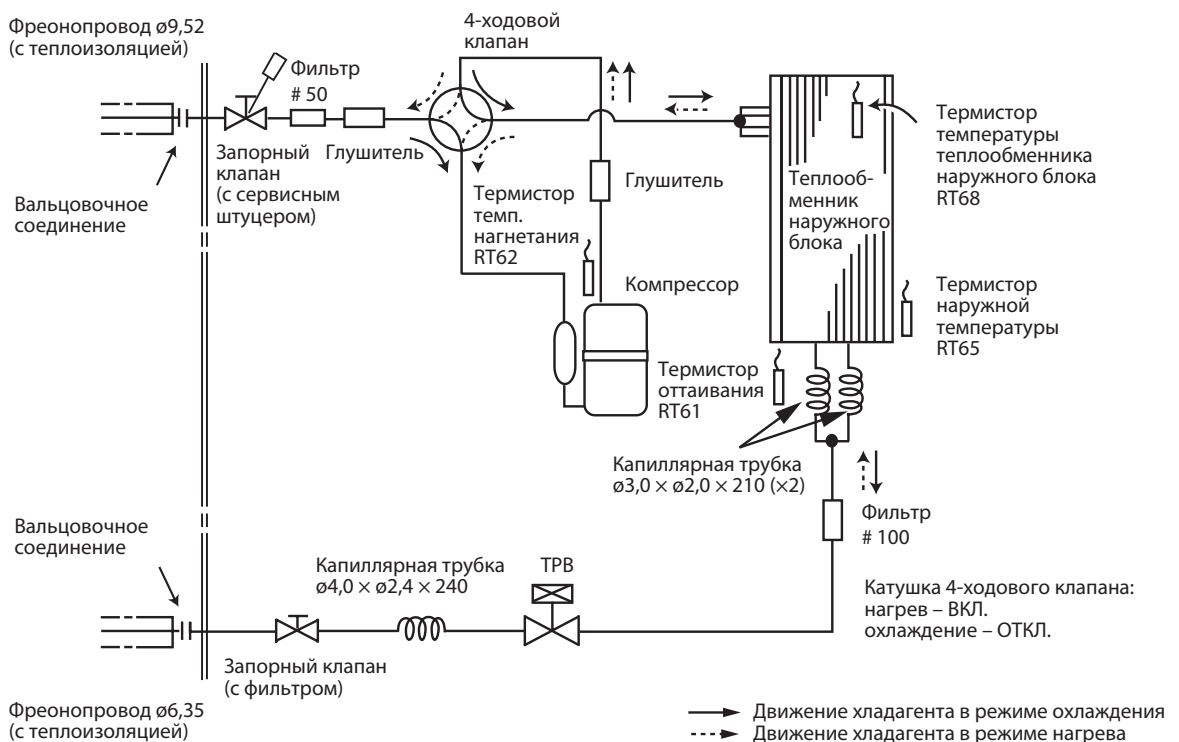 Фреонопровод ø9,52
(с теплоизоляцией)
4-ходовой
клапан
Фильтр
# 50
Запорный
клапан
(с сервисным
штуцером)
Глушитель
Вальцовочное
соединение
Термистор
темп.
нагнетания
RT62
Глушитель
Компрессор
Теплооб-
менник
наружного
блока
Термистор
температуры
теплообменника
наружного блока
RT68
Термистор
наружной
температуры
RT65
Термистор
оттаивания
RT61
Капиллярная трубка
ø3,0 × ø2,0 × 210 (×2)
Фильтр
# 100
Вальцовочное
соединение
Капиллярная трубка
ø4,0 × ø2,4 × 240
ТРВ
Катушка 4-ходового клапана:
нагрев – ВКЛ.
охлаждение – ОТКЛ.
Запорный клапан
(с фильтром)
Фреонопровод ø6,35
(с теплоизоляцией)
Движение хладагента в режиме охлаждения
Движение хладагента в режиме нагрева